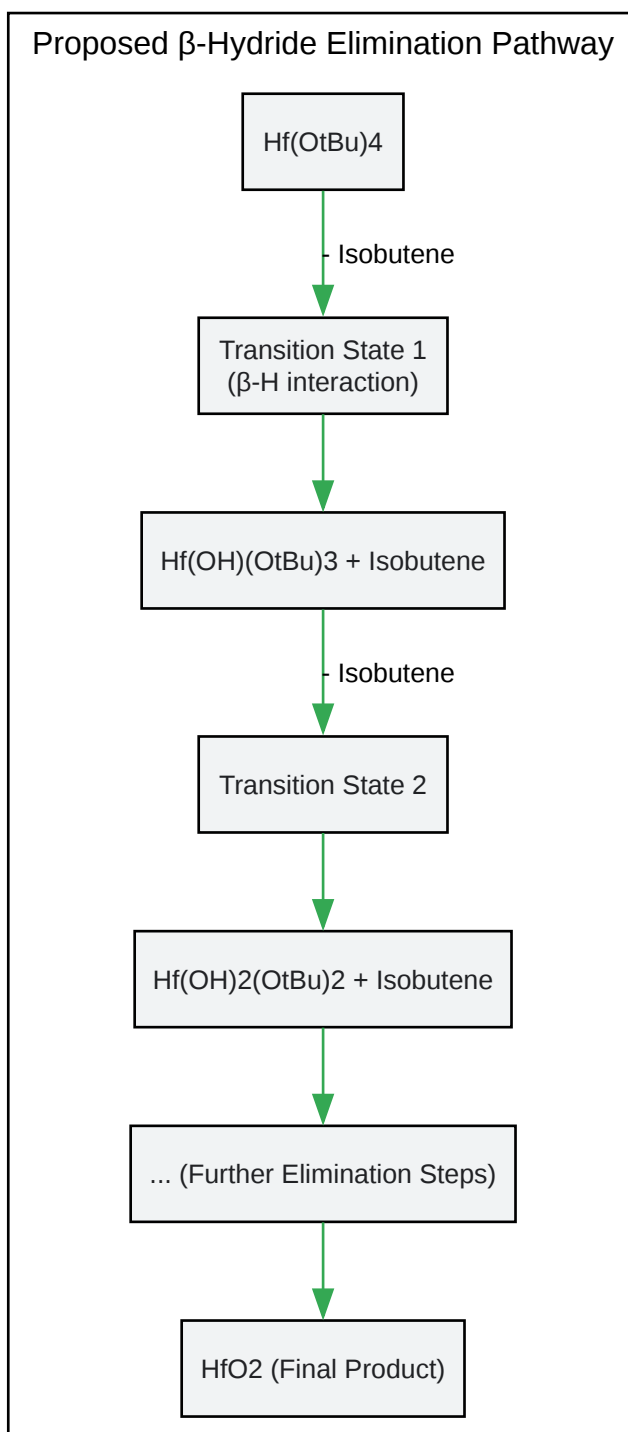 Proposed β-Hydride Elimination Pathway
Hf(OtBu)4
- Isobutene
Transition State 1
(β-H interaction)
Hf(OH)(OtBu)3 + Isobutene
- Isobutene
Transition State 2
Hf(OH)2(OtBu)2 + Isobutene
... (Further Elimination Steps)
HfO2 (Final Product)